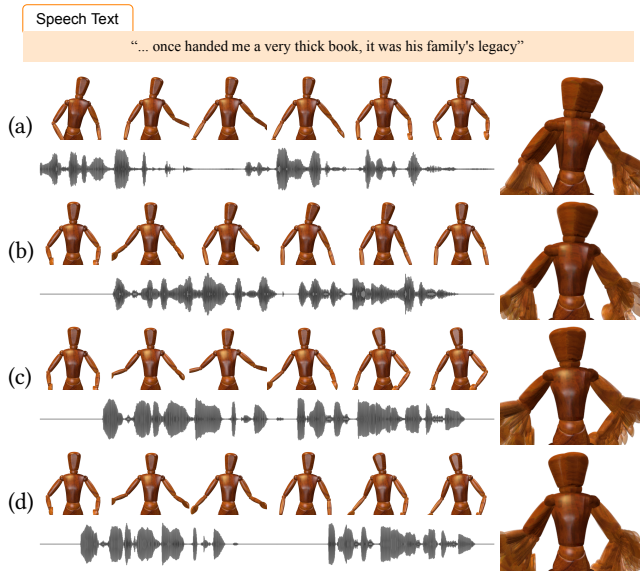 Speech Text
“... once handed me a very thick book, it was his family's legacy”
(a)
(b)
(c)
(d)